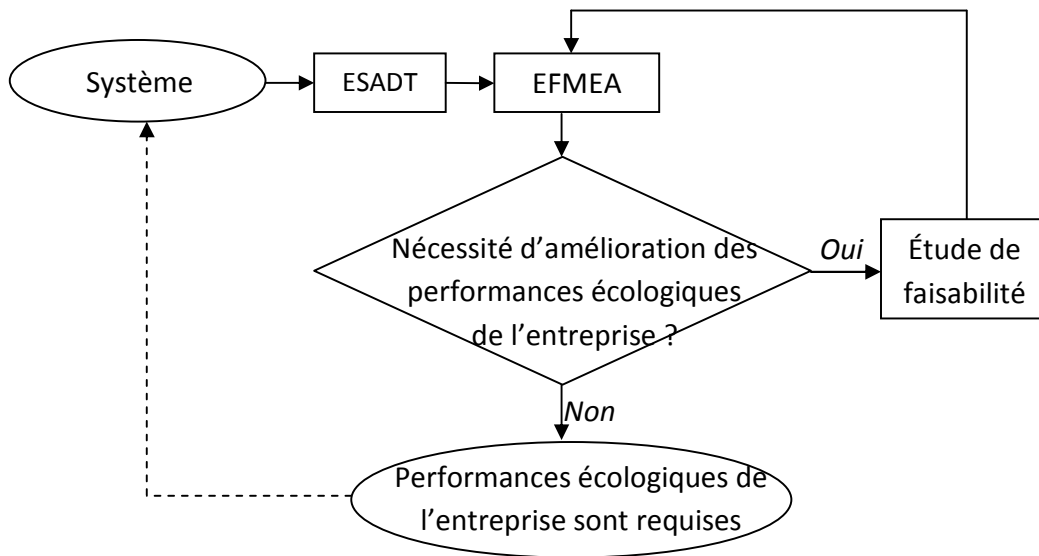 Système
ESADT
EFMEA
Nécessité d’amélioration des
performances écologiques
de l’entreprise ?
Oui
Étude de
faisabilité
Non
Performances écologiques de
l’entreprise sont requises